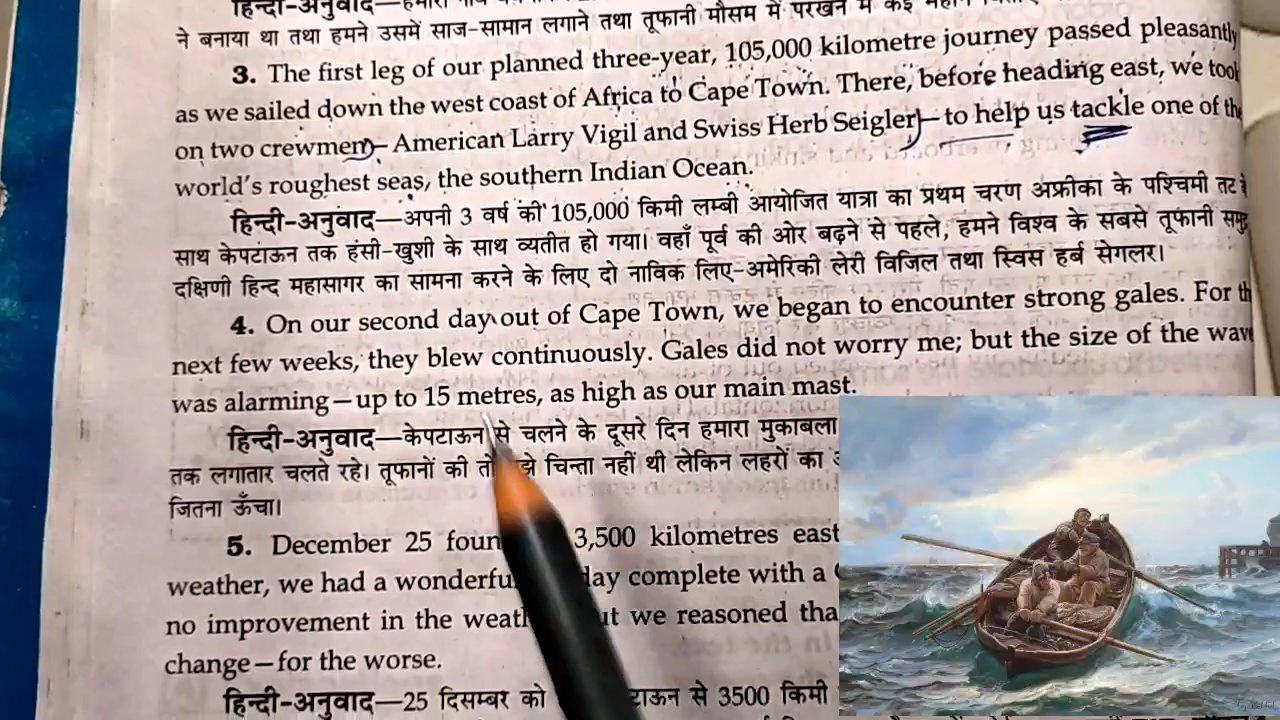 हिन्दी-अनुवाद—हमारी
ने बनाया था तथा हमने उसमें साज-सामान लगाने तथा तूफानी मौसम में परखने में कई
3. The first leg of our planned three-year, 105,000 kilometre journey passed pleasantly
as we sailed down the west coast of Africa to Cape Town. There, before heading east, we took
on two crewmen—American Larry Vigil and Swiss Herb Seigler—to help us tackle one of the
world's roughest seas, the southern Indian Ocean.
हिन्दी-अनुवाद—अपनी 3 वर्ष की 105,000 किमी लम्बी आयोजित यात्रा का प्रथम चरण अफ्रीका के पश्चिमी तट
साथ केपटाऊन तक हंसी-खुशी के साथ व्यतीत हो गया। वहाँ पूर्व की ओर बढ़ने से पहले, हमने विश्व के सबसे तूफानी समुद्र
दक्षिणी हिन्द महासागर का सामना करने के लिए दो नाविक लिए-अमेरिकी लेरी विजिल तथा स्विस हर्ब सेगलर।
4. On our second day out of Cape Town, we began to encounter strong gales. For th
next few weeks, they blew continuously. Gales did not worry me; but the size of the wave
was alarming—up to 15 metres, as high as our main mast.
हिन्दी-अनुवाद—केपटाऊन से चलने के दूसरे दिन हमारा मुकाबला
तक लगातार चलते रहे। तूफानों की तो चिन्ता नहीं थी लेकिन लहरों का
जितना ऊँचा।
5. December 25 foun 3,500 kilometres east
weather, we had a wonderfu day complete with a
no improvement in the weat ut we reasoned tha
change—for the worse.
हिन्दी-अनुवाद—25 दिसम्बर को टाऊन से 3500 किमी